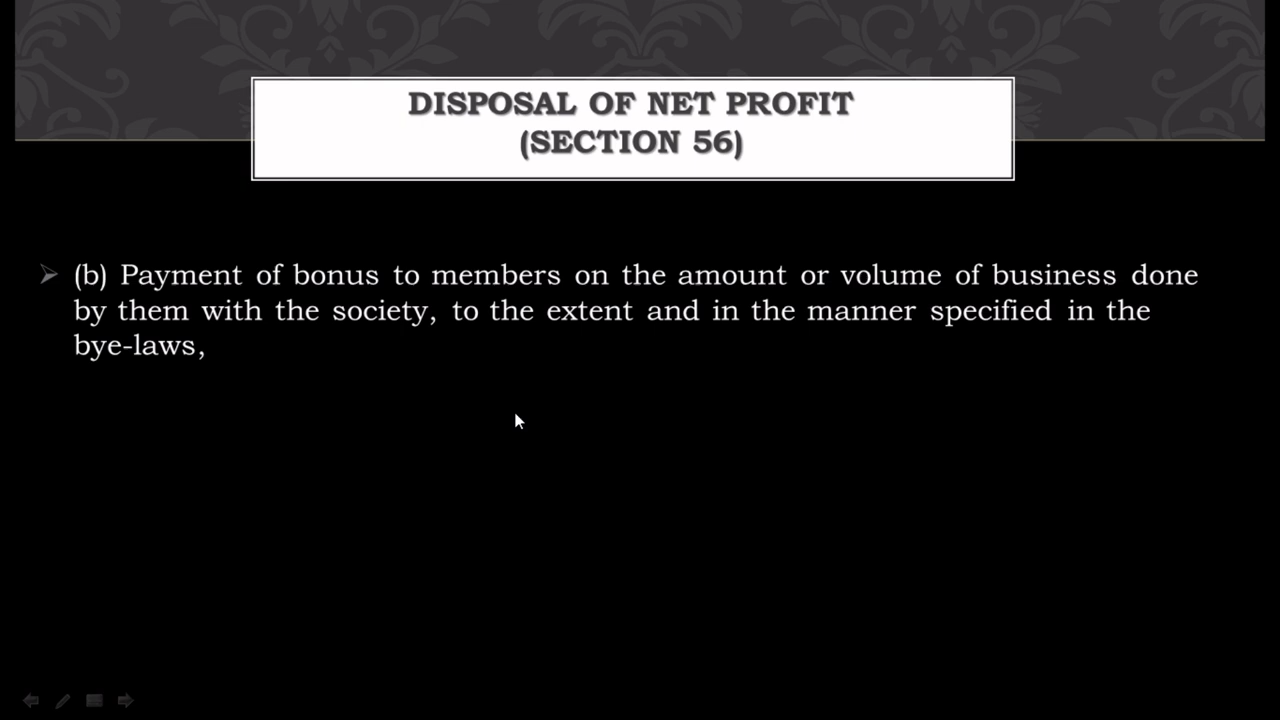 DISPOSAL OF NET PROFIT
(SECTION 56)
(b) Payment of bonus to members on the amount or volume of business done
by them with the society, to the extent and in the manner specified in the
bye-laws,